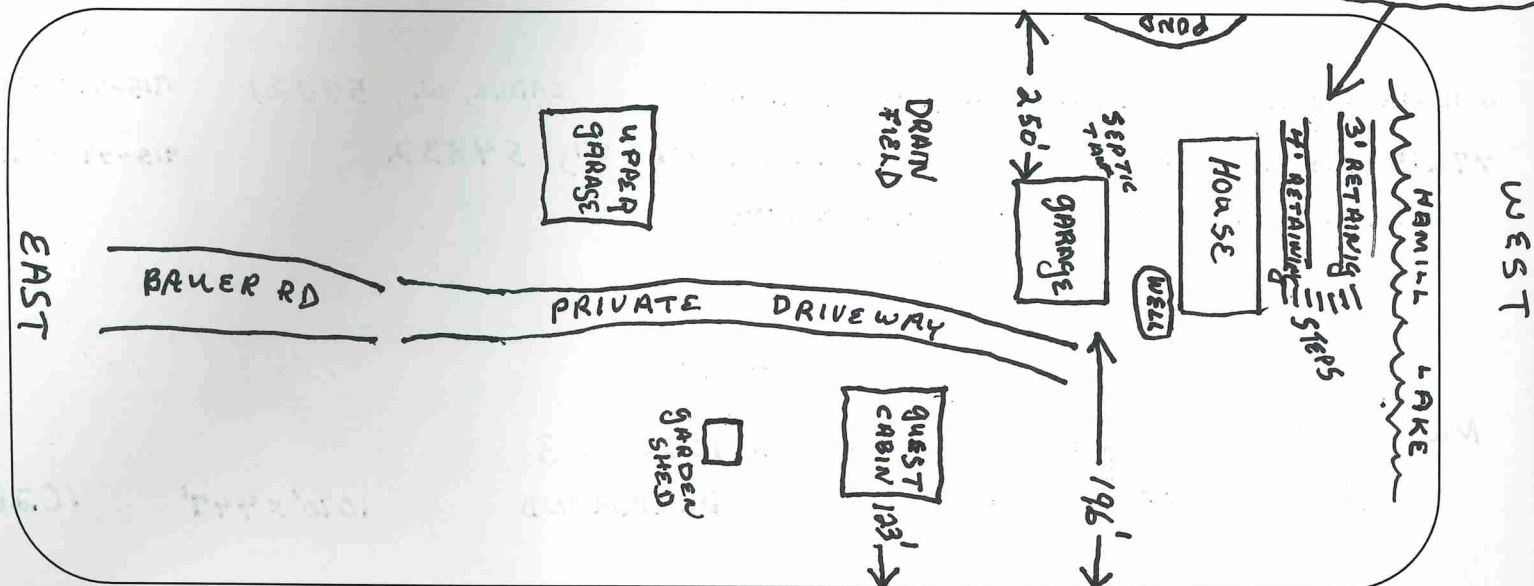 WEST
HAMILL LAKE
3' RETAINIG
4' RETAINING
STEPS
HOUSE
POND
WELL
SEPTIC
TANK
250'
GARAGE
196'
DRAIN
FIELD
GUEST
CABIN
123'
UPPER
GARAGE
GARDEN
SHED
PRIVATE DRIVEWAY
BAUER RD
EAST